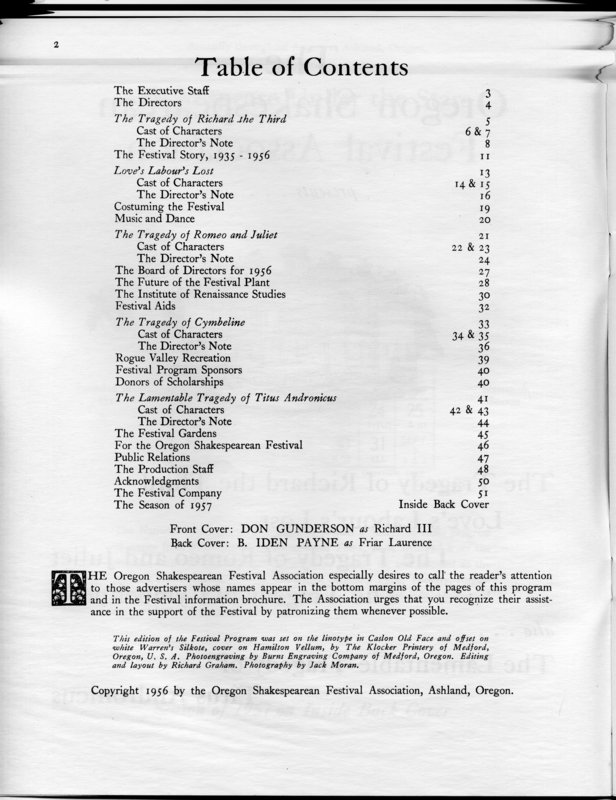 2
Table of Contents
The Executive Staff 3
The Directors 4
The Tragedy of Richard the Third 5
Cast of Characters 6 & 7
The Director's Note 8
The Festival Story, 1935 - 1956 11
Love's Labour's Lost 13
Cast of Characters 14 & 15
The Director's Note 16
Costuming the Festival 19
Music and Dance 20
The Tragedy of Romeo and Juliet 21
Cast of Characters 22 & 23
The Director's Note 24
The Board of Directors for 1956 27
The Future of the Festival Plant 28
The Institute of Renaissance Studies 30
Festival Aids 32
The Tragedy of Cymbeline 33
Cast of Characters 34 & 35
The Director's Note 36
Rogue Valley Recreation 39
Festival Program Sponsors 40
Donors of Scholarships 40
The Lamentable Tragedy of Titus Andronicus 41
Cast of Characters 42 & 43
The Director's Note 44
The Festival Gardens 45
For the Oregon Shakespearean Festival 46
Public Relations 47
The Production Staff 48
Acknowledgments 50
The Festival Company 51
The Season of 1957 Inside Back Cover
Front Cover: DON GUNDERSON as Richard III
Back Cover: B. IDEN PAYNE as Friar Laurence
THE Oregon Shakespearean Festival Association especially desires to call the reader's attention
to those advertisers whose names appear in the bottom margins of the pages of this program
and in the Festival information brochure. The Association urges that you recognize their assist-
ance in the support of the Festival by patronizing them whenever possible.
This edition of the Festival Program was set on the linotype in Caslon Old Face and offset on
white Warren's Silkote, cover on Hamilton Vellum, by The Klocker Printery of Medford,
Oregon, U. S. A. Photoengraving by Burns Engraving Company of Medford, Oregon. Editing
and layout by Richard Graham. Photography by Jack Moran.
Copyright 1956 by the Oregon Shakespearean Festival Association, Ashland, Oregon.